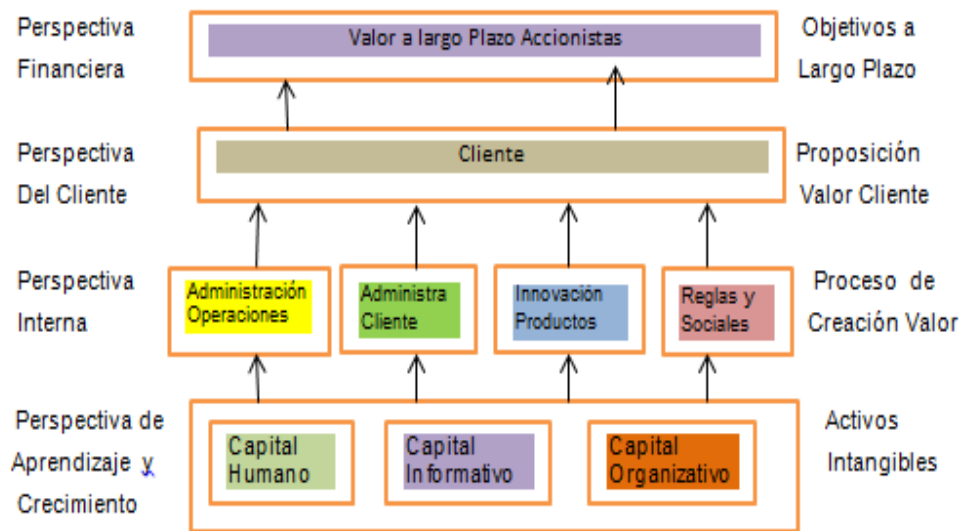 Perspectiva
Financiera
Valor a largo Plazo Accionistas
Objetivos a
Largo Plazo
Perspectiva
Del Cliente
Cliente
Proposición
Valor Cliente
Perspectiva
Interna
Administración
Operaciones
Administra
Cliente
Innovación
Productos
Reglas y
Sociales
Proceso de
Creación Valor
Perspectiva de
Aprendizaje y
Crecimiento
Capital
Humano
Capital
Informativo
Capital
Organizativo
Activos
Intangibles